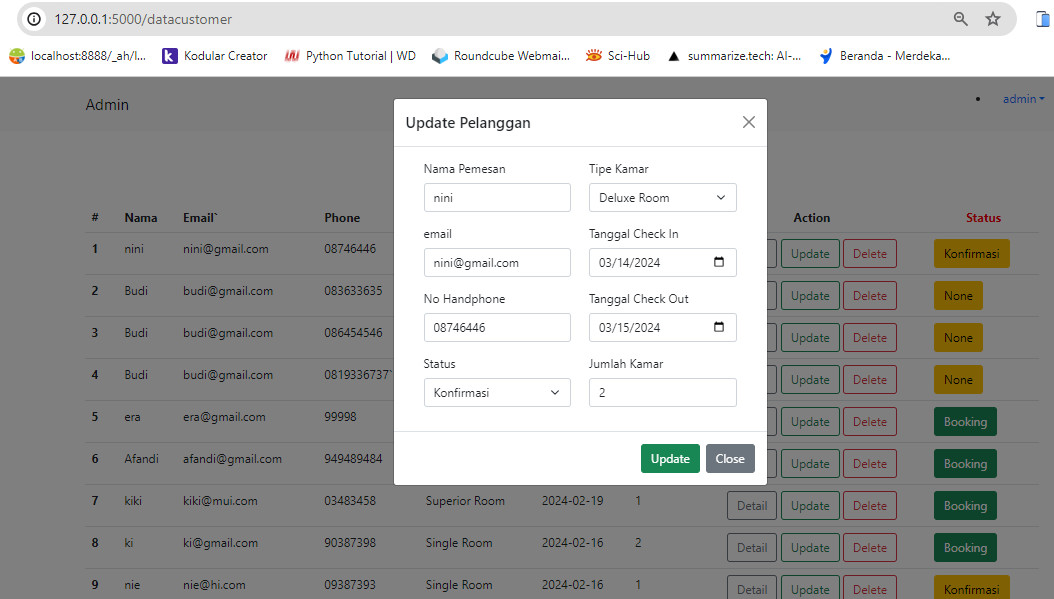 127.0.0.1:5000/datacustomer
localhost:8888/_ah/l... Kodular Creator Python Tutorial | WD Roundcube Webmai... Sci-Hub summarize.tech: AI-... Beranda - Merdeka...
Admin
admin
Update Pelanggan
Nama Pemesan Tipe Kamar
nini Deluxe Room
email Tanggal Check In
nini@gmail.com 03/14/2024
No Handphone Tanggal Check Out
08746446 03/15/2024
Status Jumlah Kamar
Konfirmasi 2
Update Close
# Nama Email` Phone Action Status
1 nini nini@gmail.com 08746446 Update Delete Konfirmasi
2 Budi budi@gmail.com 083633635 Update Delete None
3 Budi budi@gmail.com 086454546 Update Delete None
4 Budi budi@gmail.com 0819336737` Update Delete None
5 era era@gmail.com 99998 Update Delete Booking
6 Afandi afandi@gmail.com 949489484 Update Delete Booking
7 kiki kiki@mui.com 03483458 Superior Room 2024-02-19 1 Detail Update Delete Booking
8 ki ki@gmail.com 90387398 Single Room 2024-02-16 2 Detail Update Delete Booking
9 nie nie@hi.com 09387393 Single Room 2024-02-16 1 Detail Update Delete Konfirmasi